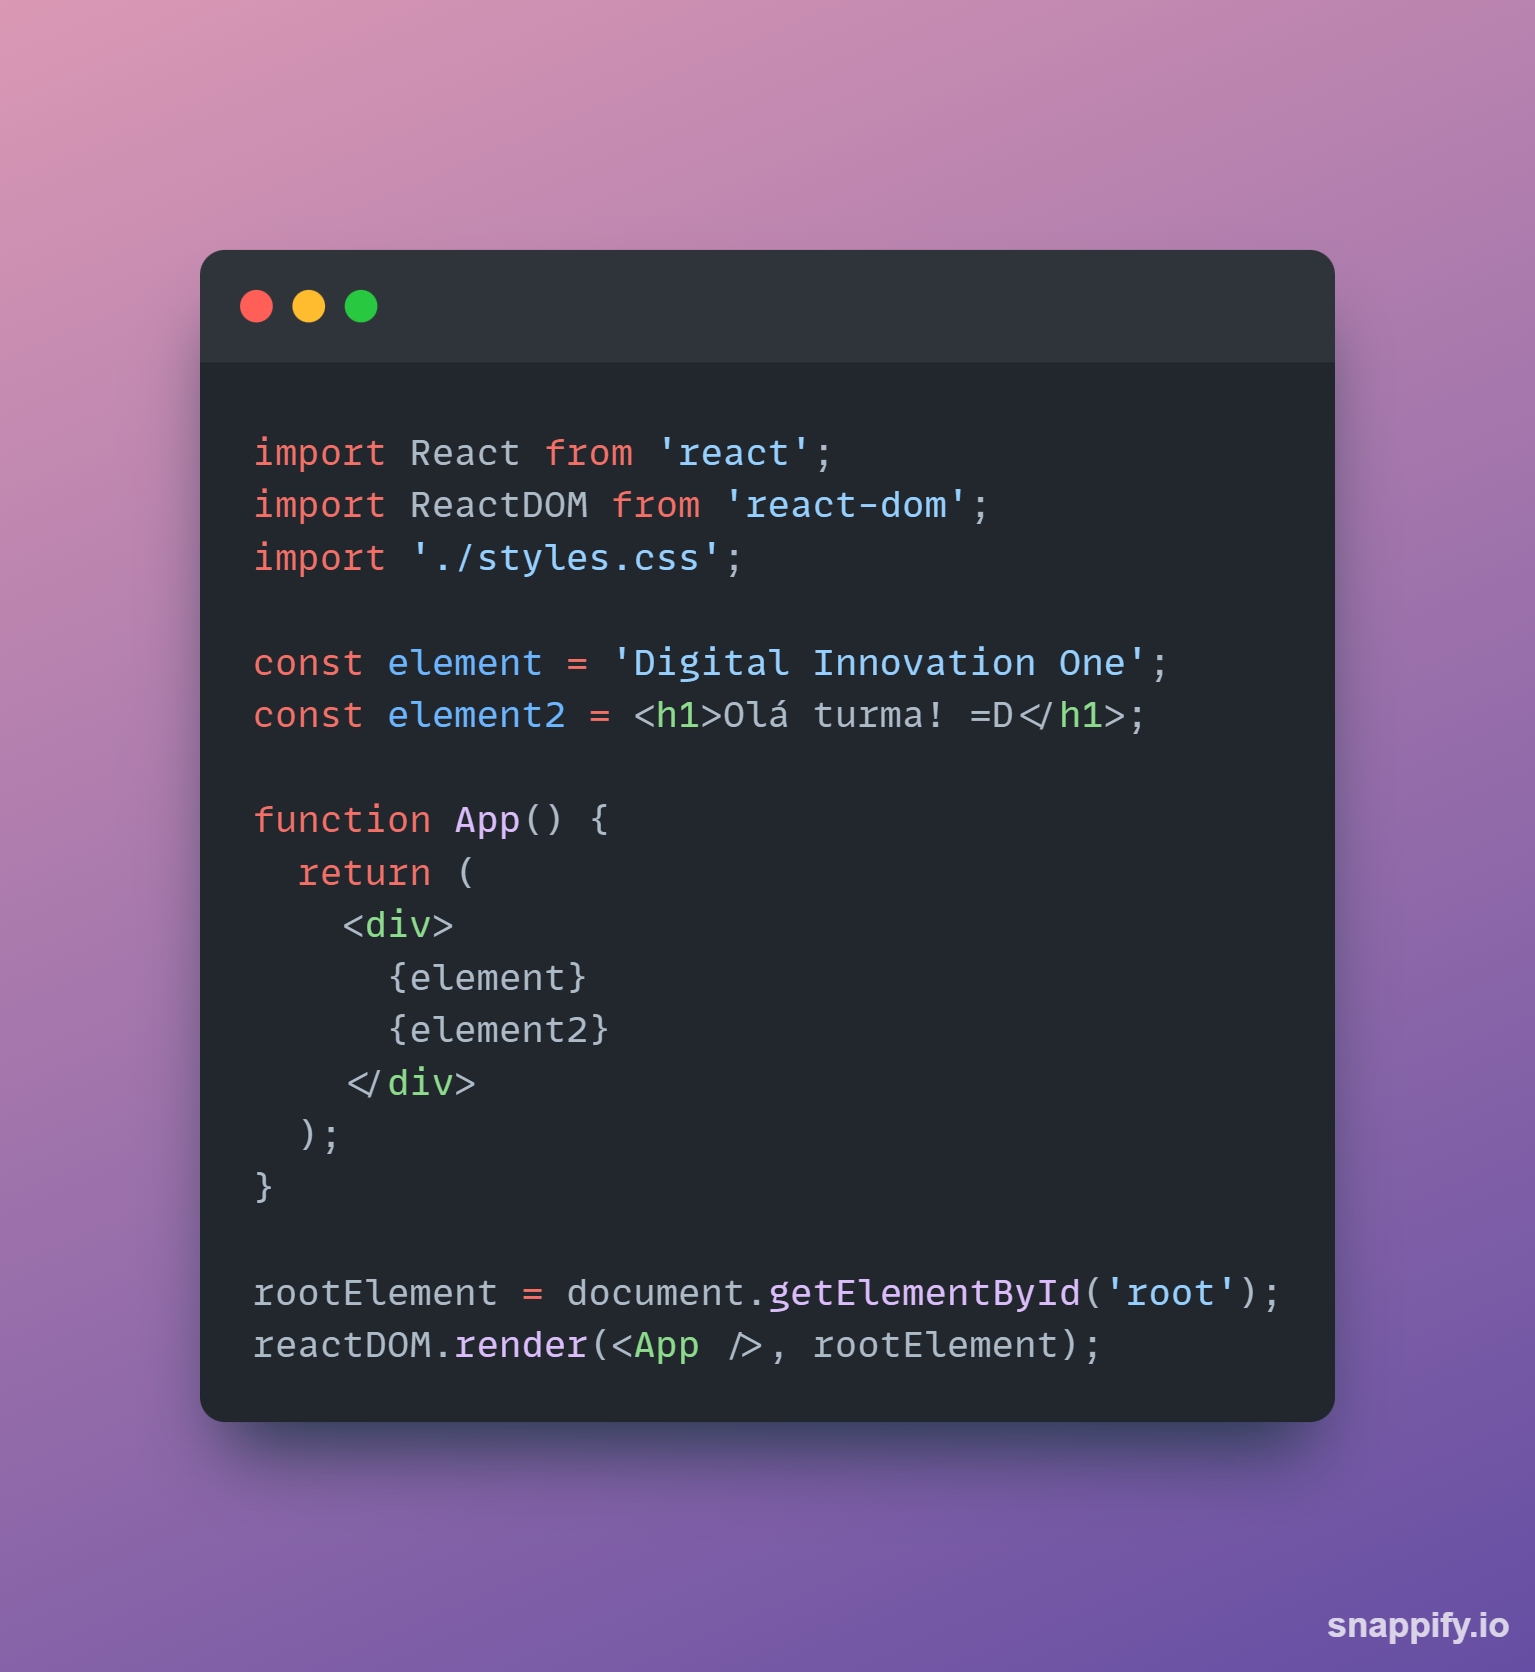 import React from 'react';
import ReactDOM from 'react-dom';
import './styles.css';

const element = 'Digital Innovation One';
const element2 = <h1>Olá turma! =D</h1>;

function App() {
  return (
    <div>
      {element}
      {element2}
    </div>
  );
}

rootElement = document.getElementById('root');
reactDOM.render(<App />, rootElement);
snappify.io